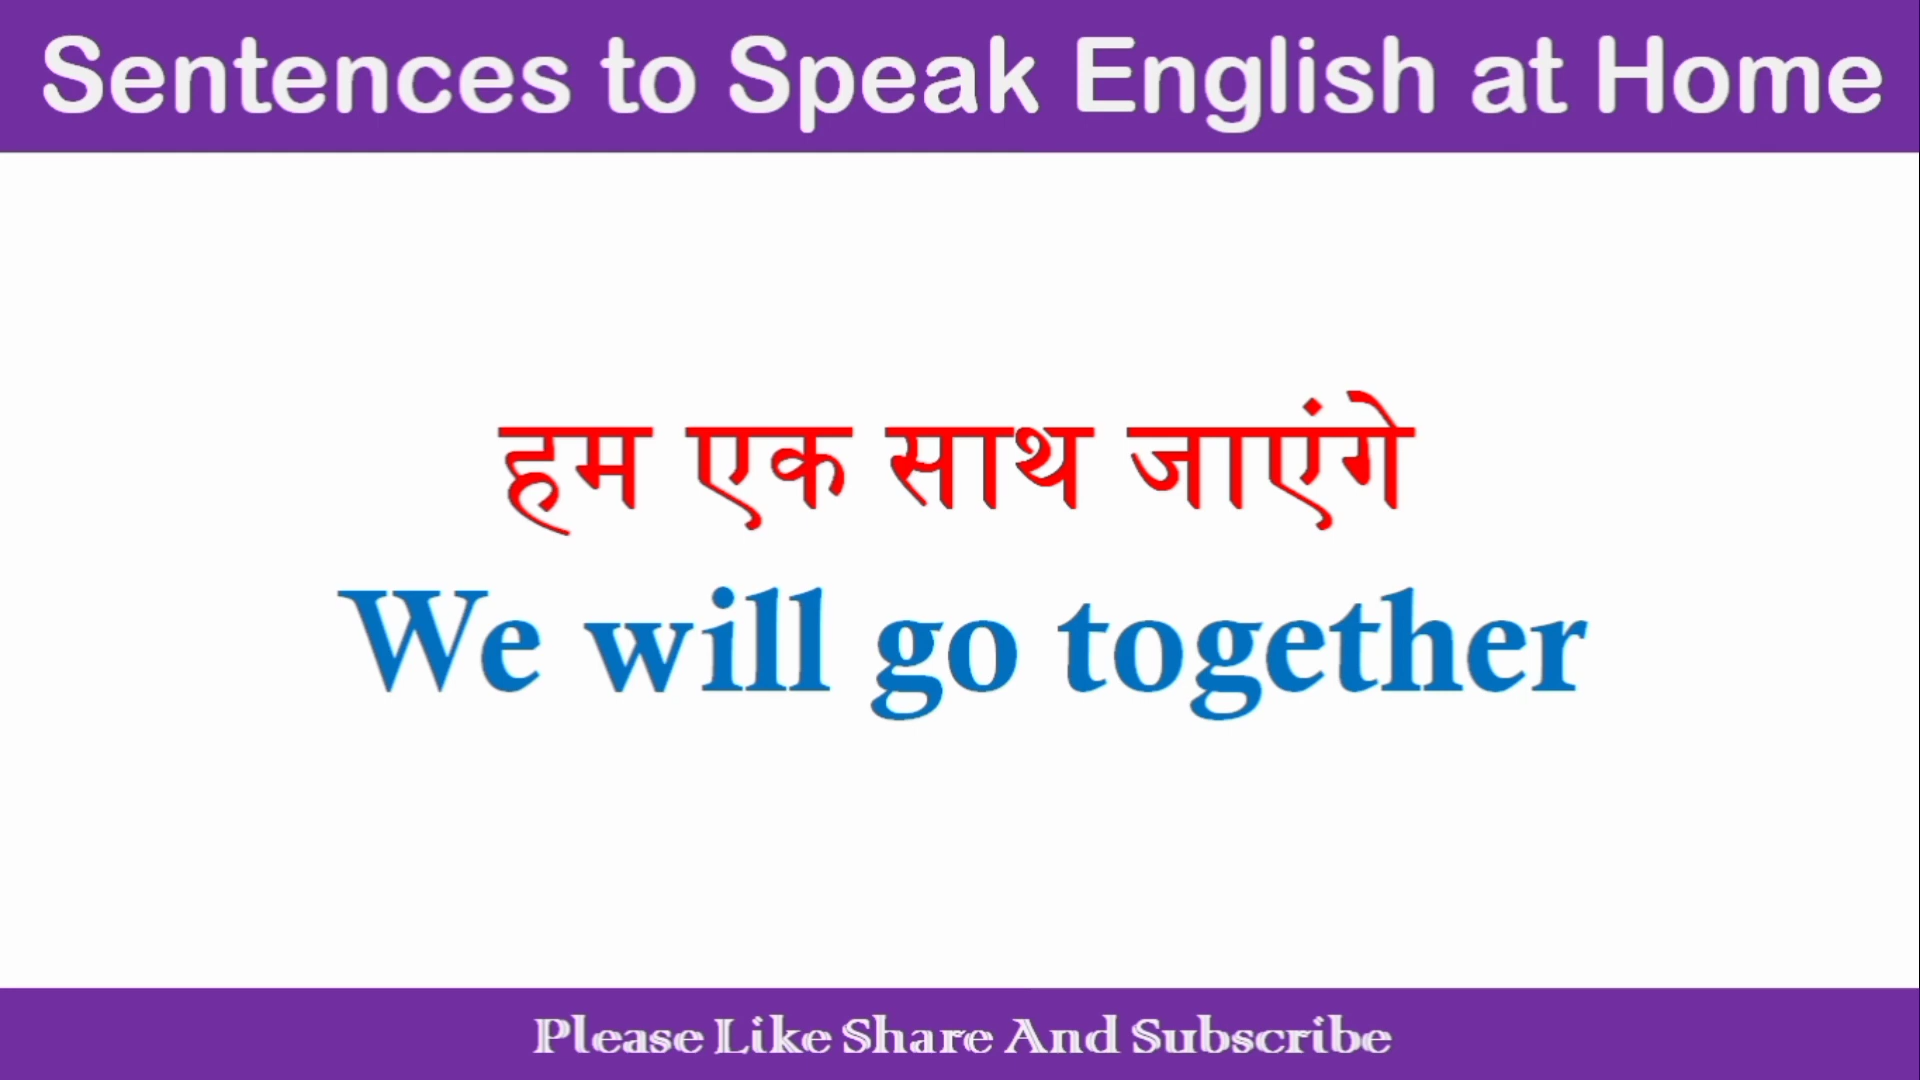 Sentences to Speak English at Home
हम एक साथ जाएंगे
We will go together
Please Like Share And Subscribe